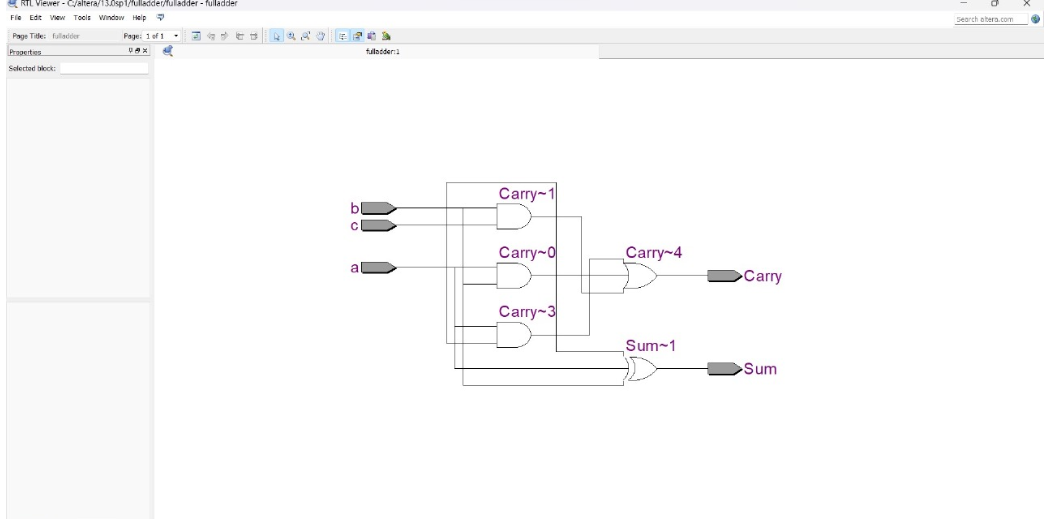 RTL Viewer - C:/altera/13.0sp1/fulladder/fulladder - fulladder
File Edit View Tools Window Help
Search altera.com
Page Title: fulladder Page: 1 of 1
Properties
fulladder:1
Selected block:
Carry~1
b
c
Carry~0
Carry~4
a
Carry
Carry~3
Sum~1
Sum